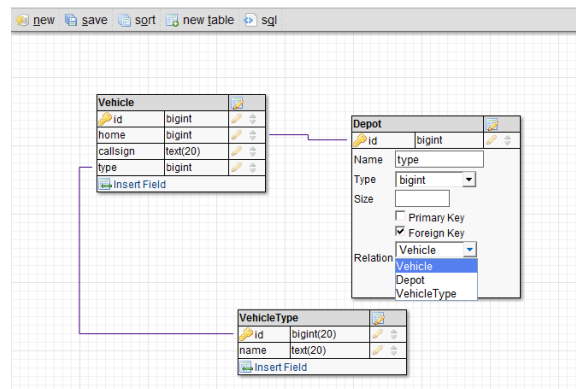 new save sort new table sql
Vehicle
id bigint
home bigint
callsign text(20)
type bigint
Insert Field
Depot
id bigint
Name type
Type bigint
Size
Primary Key
Foreign Key
Relation Vehicle
Vehicle
Depot
VehicleType
VehicleType
id bigint(20)
name text(20)
Insert Field